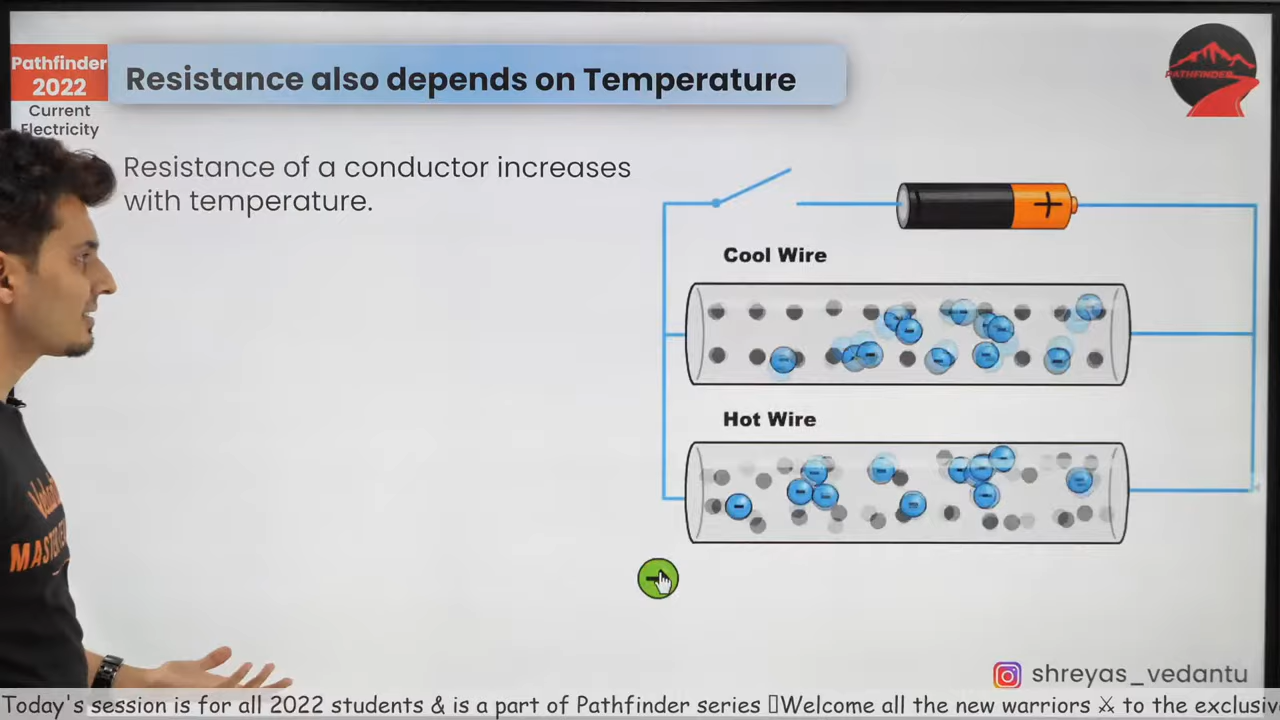 Pathfinder
2022
Current
Electricity
Resistance also depends on Temperature
PATHFINDER
Resistance of a conductor increases
with temperature.
+
Cool Wire
Hot Wire
shreyas_vedantu
Today's session is for all 2022 students & is a part of Pathfinder series Welcome all the new warriors ⚔ to the exclusiv